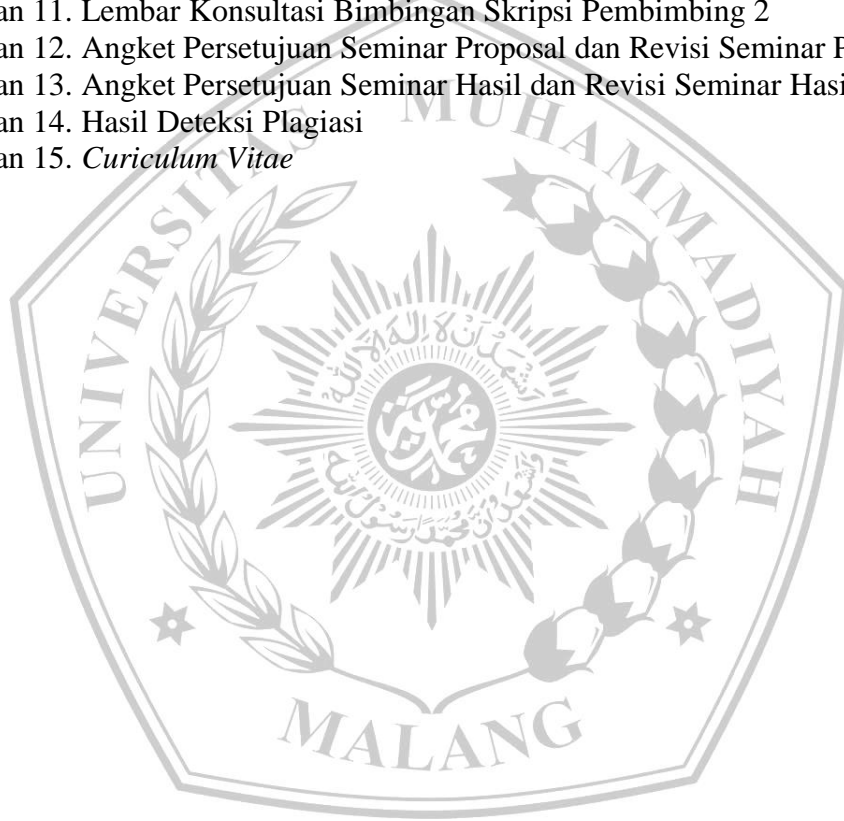 an 11. Lembar Konsultasi Bimbingan Skripsi Pembimbing 2
an 12. Angket Persetujuan Seminar Proposal dan Revisi Seminar P
an 13. Angket Persetujuan Seminar Hasil dan Revisi Seminar Hasi
an 14. Hasil Deteksi Plagiasi
an 15. Curiculum Vitae
UNIVERSITAS MUHAMMADIYAH
MALANG